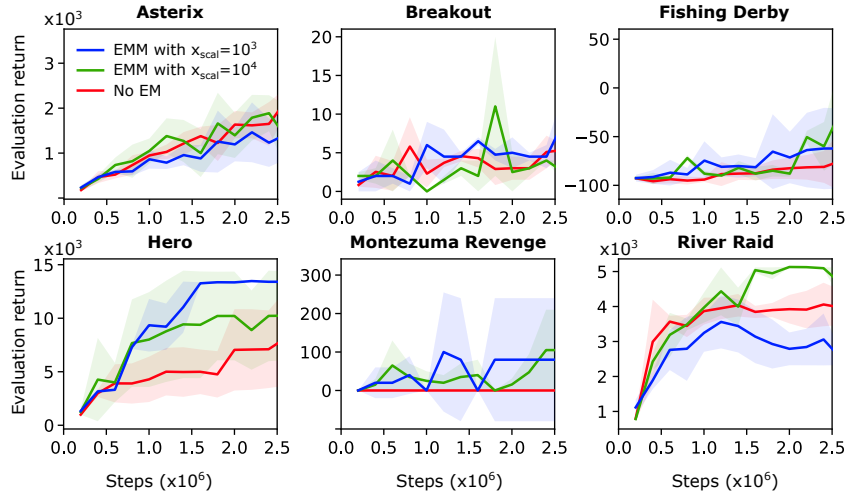 Asterix
Breakout
Fishing Derby
x10³
Evaluation return
3
2
1
EMM with x_scal=10³
EMM with x_scal=10⁴
No EM
20
15
10
5
0
50
0
−50
−100
0.0 0.5 1.0 1.5 2.0 2.5
0.0 0.5 1.0 1.5 2.0 2.5
0.0 0.5 1.0 1.5 2.0 2.5
Hero
Montezuma Revenge
River Raid
x10³
x10³
Evaluation return
15
10
5
0
300
200
100
0
5
4
3
2
1
0.0 0.5 1.0 1.5 2.0 2.5
0.0 0.5 1.0 1.5 2.0 2.5
0.0 0.5 1.0 1.5 2.0 2.5
Steps (x10⁶)
Steps (x10⁶)
Steps (x10⁶)